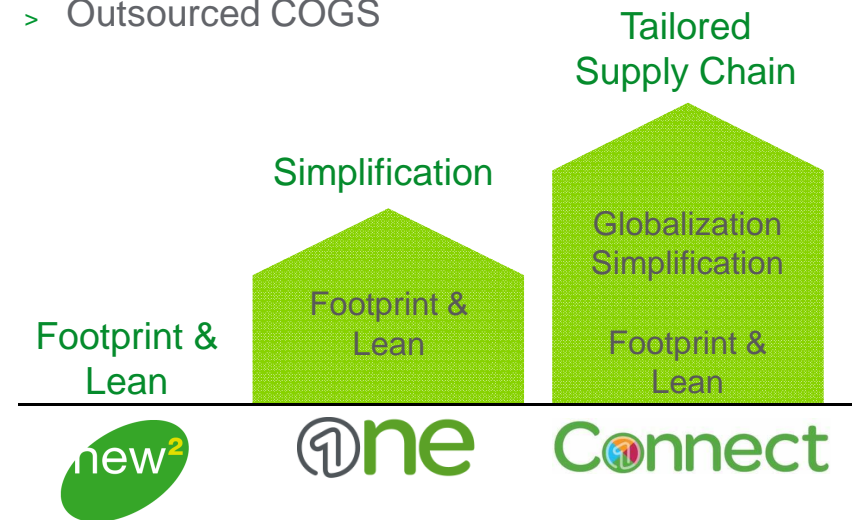 > Outsourced COGS
Tailored
Supply Chain
Simplification
Globalization
Simplification
Footprint &
Lean
Footprint &
Lean
Footprint &
Lean
new²
One
Connect